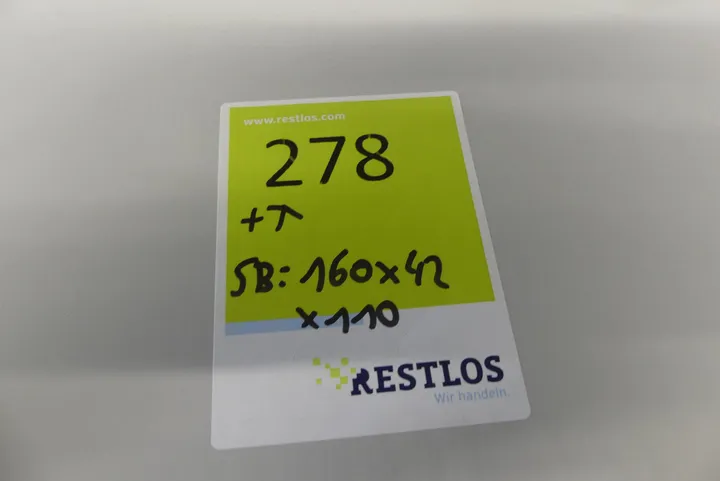 www.restlos.com
278
+↗
SB: 160x42
x110
RESTLOS
Wir handeln.